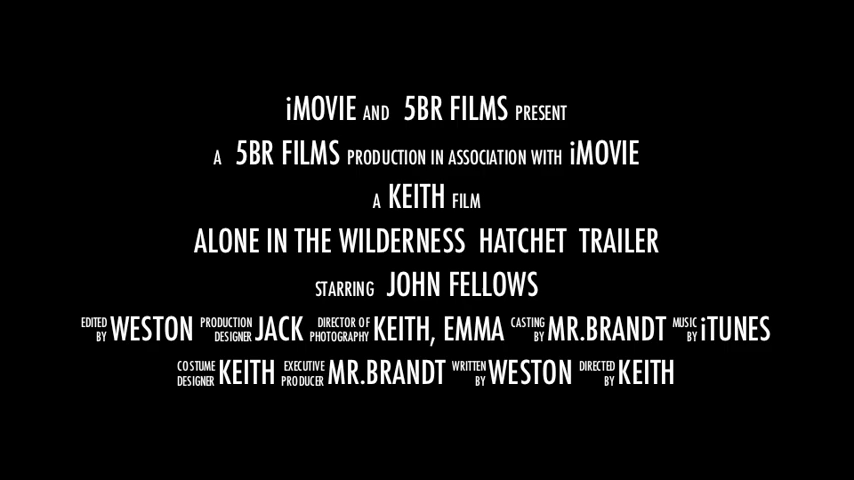 iMOVIE AND 5BR FILMS PRESENT
A 5BR FILMS PRODUCTION IN ASSOCIATION WITH iMOVIE
A KEITH FILM
ALONE IN THE WILDERNESS HATCHET TRAILER
STARRING JOHN FELLOWS
EDITED BY WESTON PRODUCTION DESIGNER JACK DIRECTOR OF PHOTOGRAPHY KEITH, EMMA CASTING BY MR.BRANDT MUSIC BY iTUNES
COSTUME DESIGNER KEITH EXECUTIVE PRODUCER MR.BRANDT WRITTEN BY WESTON DIRECTED BY KEITH